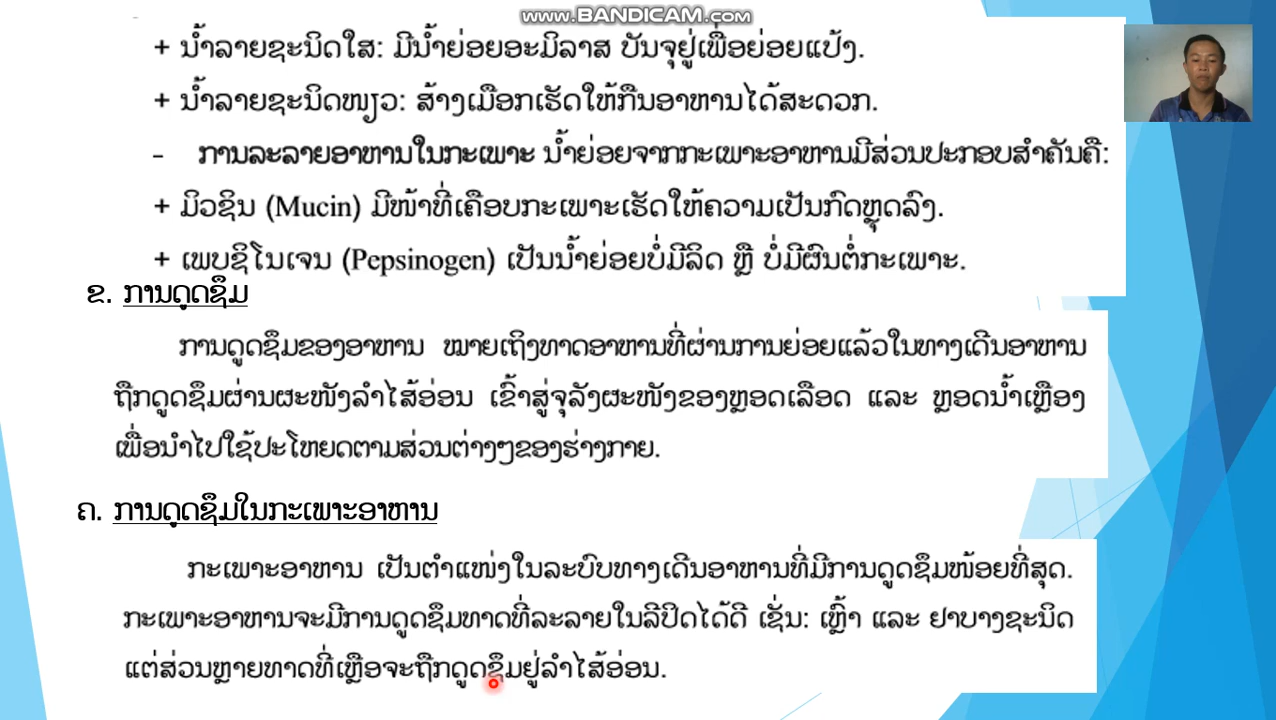 www.BANDICAM.com
+ ນ້ຳລາຍຊະນິດໃສ: ມີນ້ຳຍ່ອຍອະມິລາສ ບັນຈຸຢູ່ເພື່ອຍ່ອຍແປ້ງ.
+ ນ້ຳລາຍຊະນິດໜຽວ: ສ້າງເມືອກເຮັດໃຫ້ກືນອາຫານໄດ້ສະດວກ.
- ການລະລາຍອາຫານໃນກະເພາະ ນ້ຳຍ່ອຍຈາກກະເພາະອາຫານມີສ່ວນປະກອບສຳຄັນຄື:
+ ມິວຊິນ (Mucin) ມີໜ້າທີ່ເຄືອບກະເພາະເຮັດໃຫ້ຄວາມເປັນກົດຫຼຸດລົງ.
+ ເພບຊິໂນເຈນ (Pepsinogen) ເປັນນ້ຳຍ່ອຍບໍ່ມີລິດ ຫຼື ບໍ່ມີຜົນຕໍ່ກະເພາະ.
ຂ. ການດູດຊຶມ
ການດູດຊຶມຂອງອາຫານ ໝາຍເຖິງທາດອາຫານທີ່ຜ່ານການຍ່ອຍແລ້ວໃນທາງເດີນອາຫານ
ຖືກດູດຊຶມຜ່ານຜະໜັງລຳໄສ້ອ່ອນ ເຂົ້າສູ່ຈຸລັງຜະໜັງຂອງຫຼອດເລືອດ ແລະ ຫຼອດນ້ຳເຫຼືອງ
ເພື່ອນຳໄປໃຊ້ປະໂຫຍດຕາມສ່ວນຕ່າງໆຂອງຮ່າງກາຍ.
ຄ. ການດູດຊຶມໃນກະເພາະອາຫານ
ກະເພາະອາຫານ ເປັນຕຳແໜ່ງໃນລະບົບທາງເດີນອາຫານທີ່ມີການດູດຊຶມໜ້ອຍທີ່ສຸດ.
ກະເພາະອາຫານຈະມີການດູດຊຶມທາດທີ່ລະລາຍໃນລີປິດໄດ້ດີ ເຊັ່ນ: ເຫຼົ້າ ແລະ ຢາບາງຊະນິດ
ແຕ່ສ່ວນຫຼາຍທາດທີ່ເຫຼືອຈະຖືກດູດຊຶມຢູ່ລຳໄສ້ອ່ອນ.